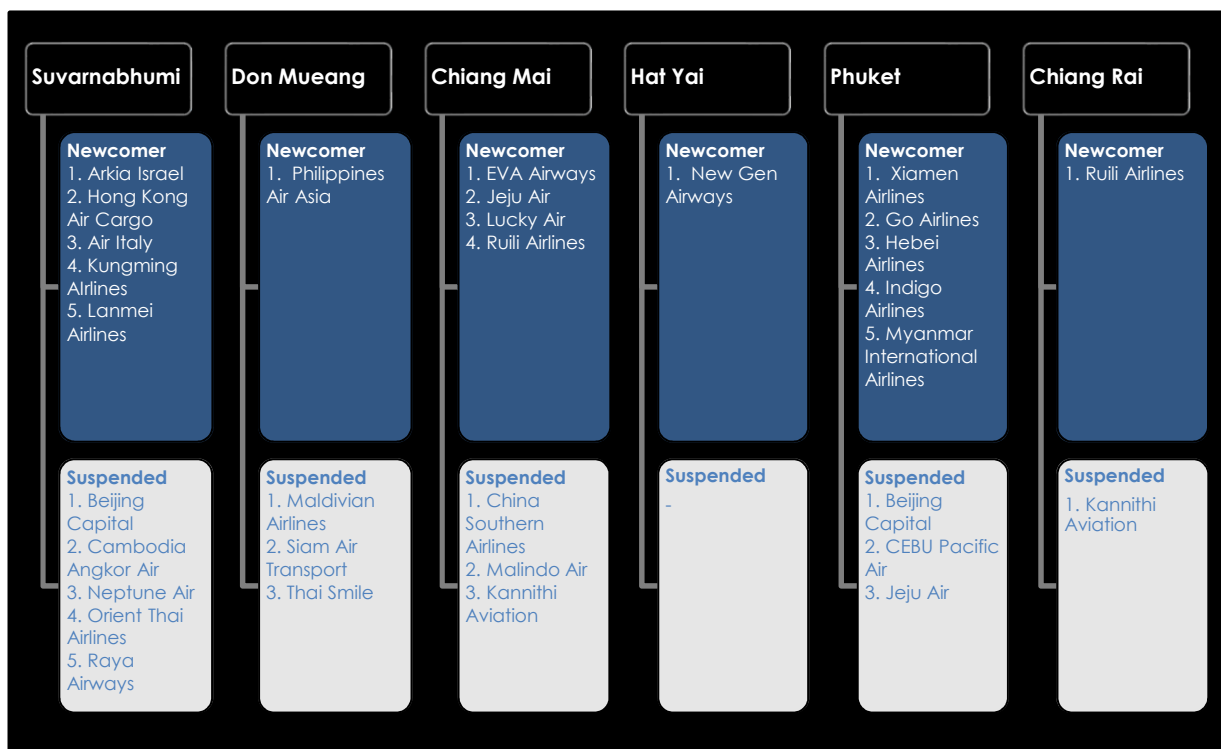 Suvarnabhumi
Newcomer
1. Arkia Israel
2. Hong Kong
Air Cargo
3. Air Italy
4. Kungming
AIrlines
5. Lanmei
Airlines
Suspended
1. Beijing
Capital
2. Cambodia
Angkor Air
3. Neptune Air
4. Orient Thai
Airlines
5. Raya
Airways
Don Mueang
Newcomer
1. Philippines
Air Asia
Suspended
1. Maldivian
Airlines
2. Siam Air
Transport
3. Thai Smile
Chiang Mai
Newcomer
1. EVA Airways
2. Jeju Air
3. Lucky Air
4. Ruili Airlines
Suspended
1. China
Southern
Airlines
2. Malindo Air
3. Kannithi
Aviation
Hat Yai
Newcomer
1. New Gen
Airways
Suspended
-
Phuket
Newcomer
1. Xiamen
Airlines
2. Go Airlines
3. Hebei
Airlines
4. Indigo
Airlines
5. Myanmar
International
Airlines
Suspended
1. Beijing
Capital
2. CEBU Pacific
Air
3. Jeju Air
Chiang Rai
Newcomer
1. Ruili Airlines
Suspended
1. Kannithi
Aviation